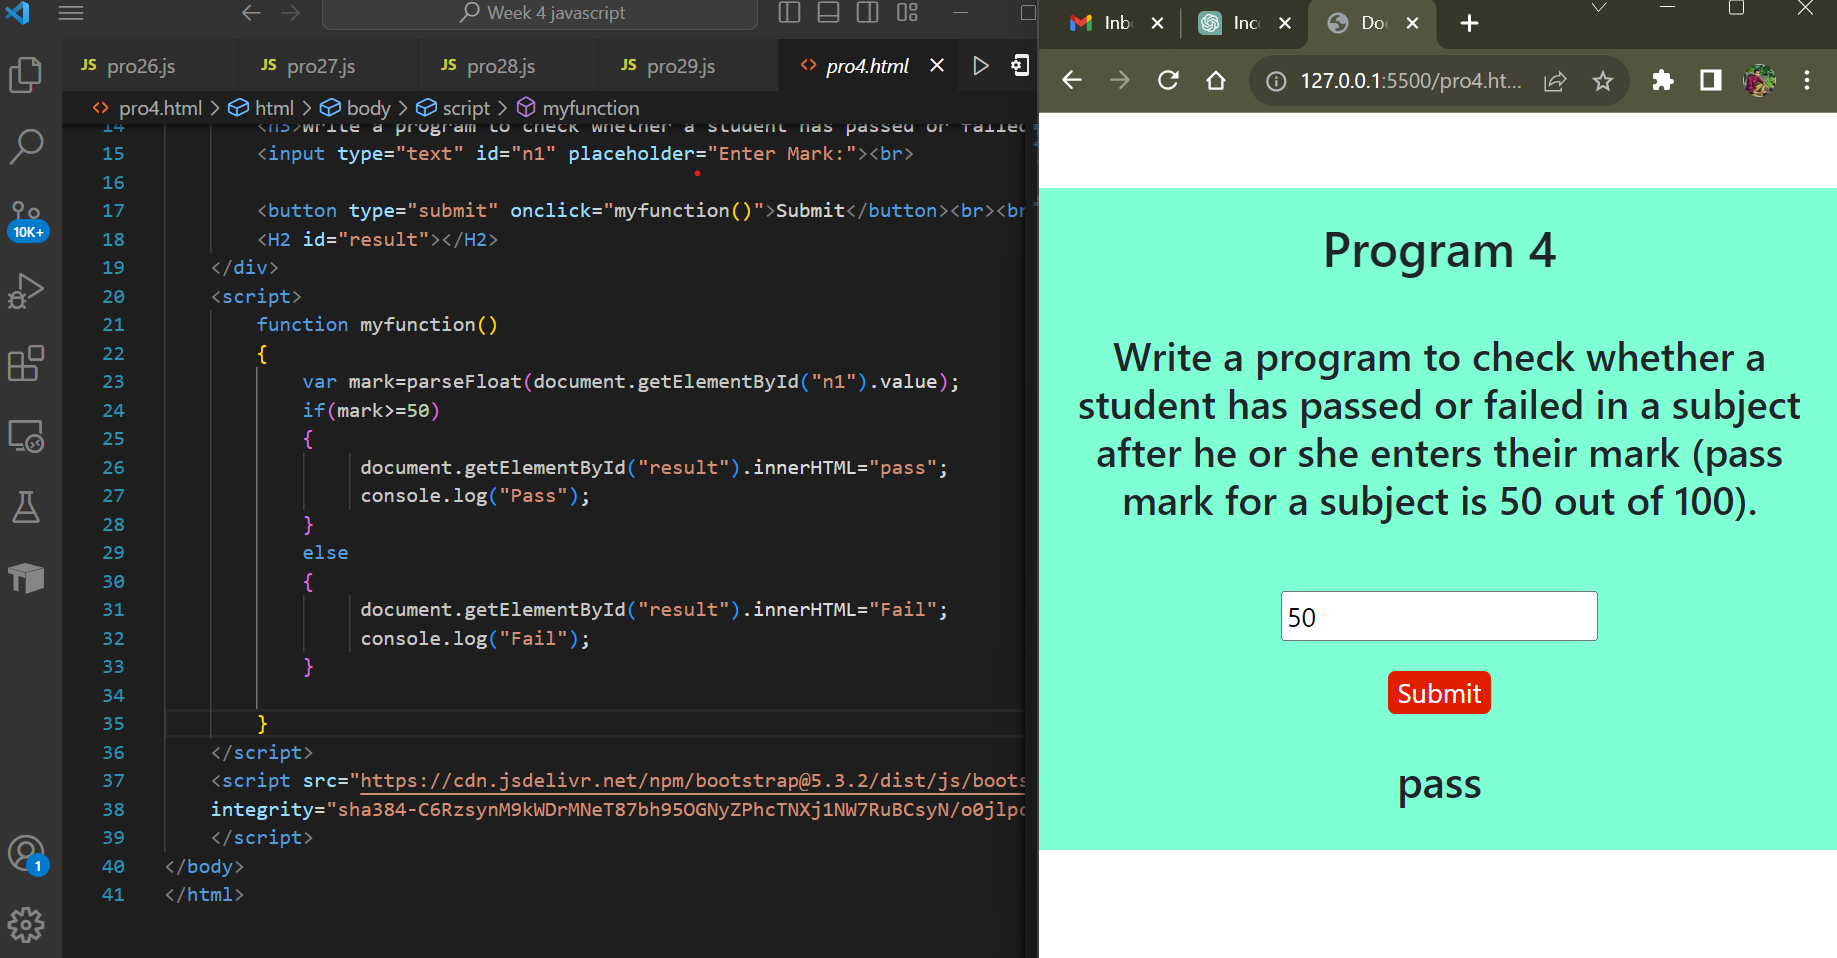 Week 4 javascript
JS pro26.js
JS pro27.js
JS pro28.js
JS pro29.js
<> pro4.html
<> pro4.html > html > body > script > myfunction
14 <h3>Write a program to check whether a student has passed or failed
15 <input type="text" id="n1" placeholder="Enter Mark:"><br>
16
17 <button type="submit" onclick="myfunction()">Submit</button><br><br
18 <H2 id="result"></H2>
19 </div>
20 <script>
21 function myfunction()
22 {
23 var mark=parseFloat(document.getElementById("n1").value);
24 if(mark>=50)
25 {
26 document.getElementById("result").innerHTML="pass";
27 console.log("Pass");
28 }
29 else
30 {
31 document.getElementById("result").innerHTML="Fail";
32 console.log("Fail");
33 }
34
35 }
36 </script>
37 <script src="https://cdn.jsdelivr.net/npm/bootstrap@5.3.2/dist/js/boots
38 integrity="sha384-C6RzsynM9kWDrMNeT87bh95OGNyZPhcTNXj1NW7RuBCsyN/o0jlpc
39 </script>
40 </body>
41 </html>
10K+
1
Inb
Inc
Do
127.0.0.1:5500/pro4.ht...
Program 4
Write a program to check whether a
student has passed or failed in a subject
after he or she enters their mark (pass
mark for a subject is 50 out of 100).
50
Submit
pass